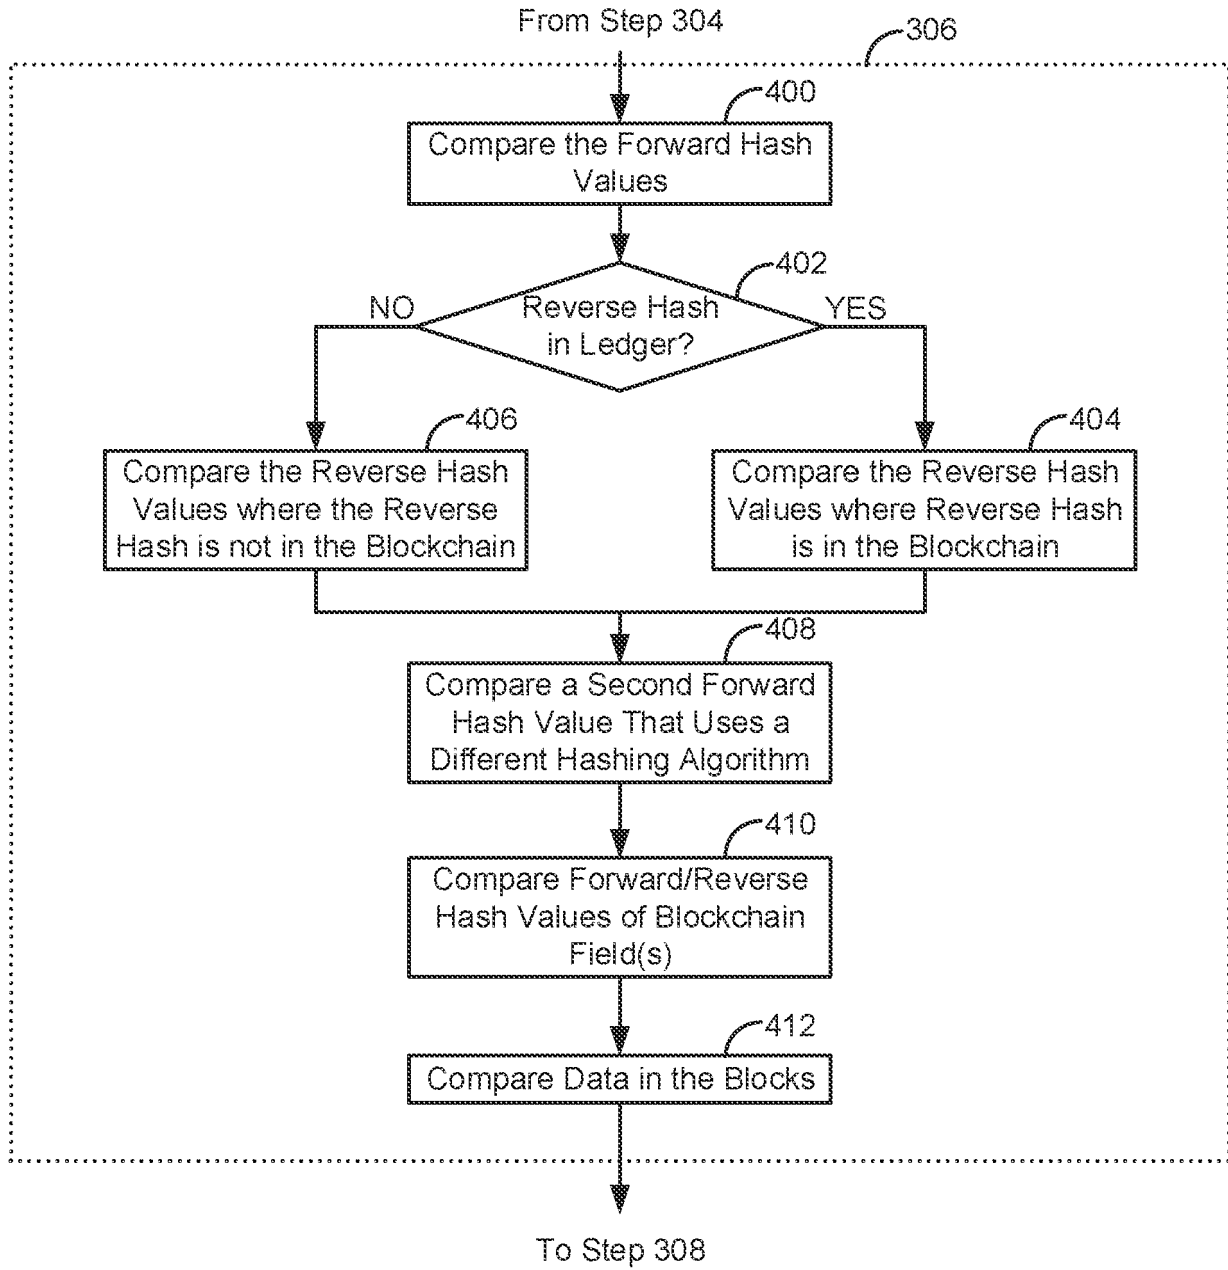 From Step 304
306
400
Compare the Forward Hash
Values
402
NO
YES
Reverse Hash
in Ledger?
406
404
Compare the Reverse Hash
Values where the Reverse
Hash is not in the Blockchain
Compare the Reverse Hash
Values where Reverse Hash
is in the Blockchain
408
Compare a Second Forward
Hash Value That Uses a
Different Hashing Algorithm
410
Compare Forward/Reverse
Hash Values of Blockchain
Field(s)
412
Compare Data in the Blocks
To Step 308